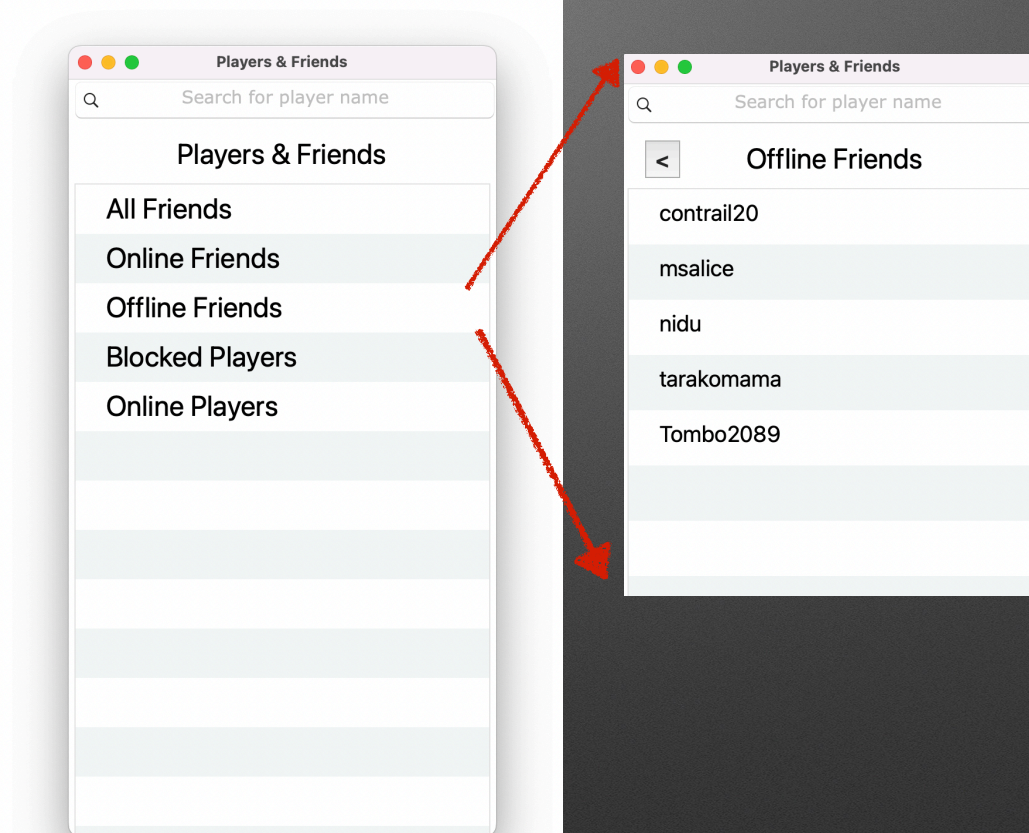 Players & Friends
Search for player name
Players & Friends
All Friends
Online Friends
Offline Friends
Blocked Players
Online Players
Players & Friends
Search for player name
<
Offline Friends
contrail20
msalice
nidu
tarakomama
Tombo2089